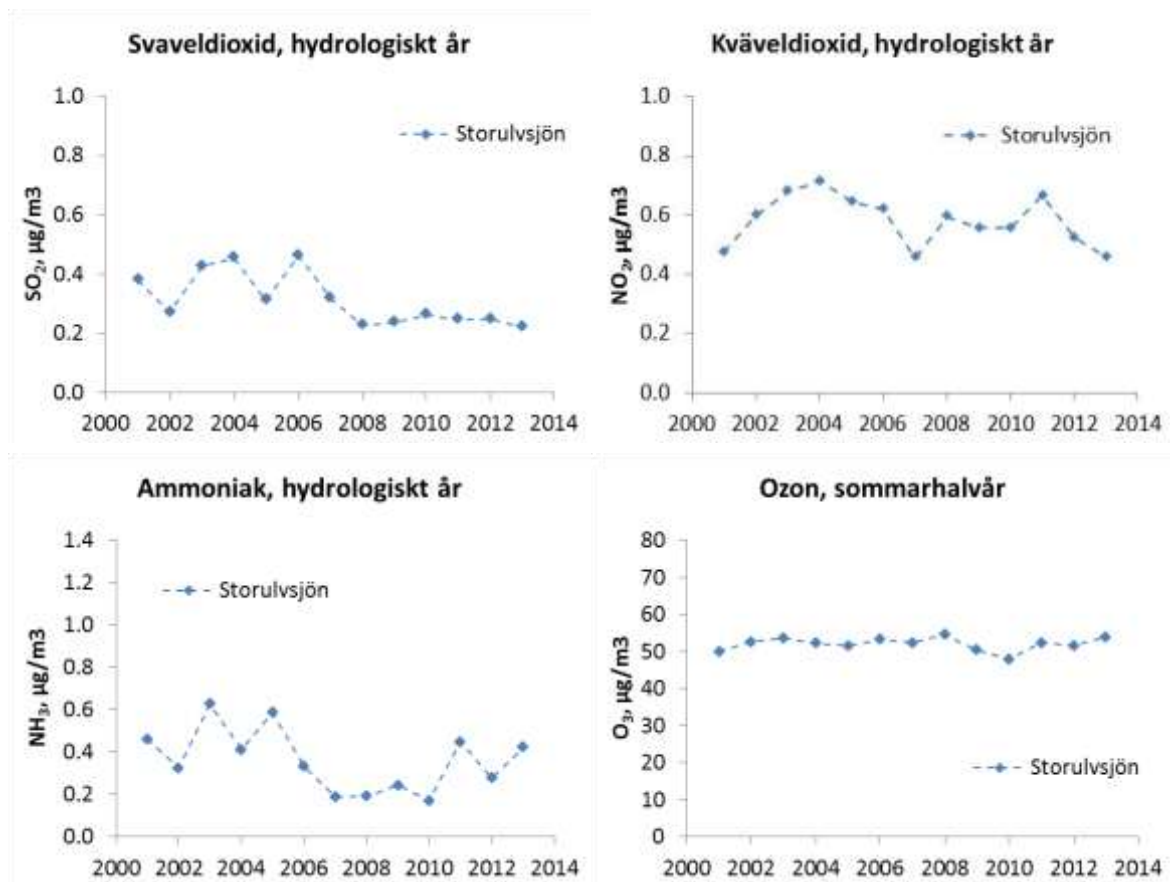 Svaveldioxid, hydrologiskt år
1.0
0.8
0.6
0.4
0.2
0.0
SO₂, µg/m3
Storulvsjön
2000 2002 2004 2006 2008 2010 2012 2014
Kväveldioxid, hydrologiskt år
1.0
0.8
0.6
0.4
0.2
0.0
NO₂, µg/m3
Storulvsjön
2000 2002 2004 2006 2008 2010 2012 2014
Ammoniak, hydrologiskt år
1.4
1.2
1.0
0.8
0.6
0.4
0.2
0.0
NH₃, µg/m3
Storulvsjön
2000 2002 2004 2006 2008 2010 2012 2014
Ozon, sommarhalvår
80
70
60
50
40
30
20
10
0
O₃, µg/m3
Storulvsjön
2000 2002 2004 2006 2008 2010 2012 2014